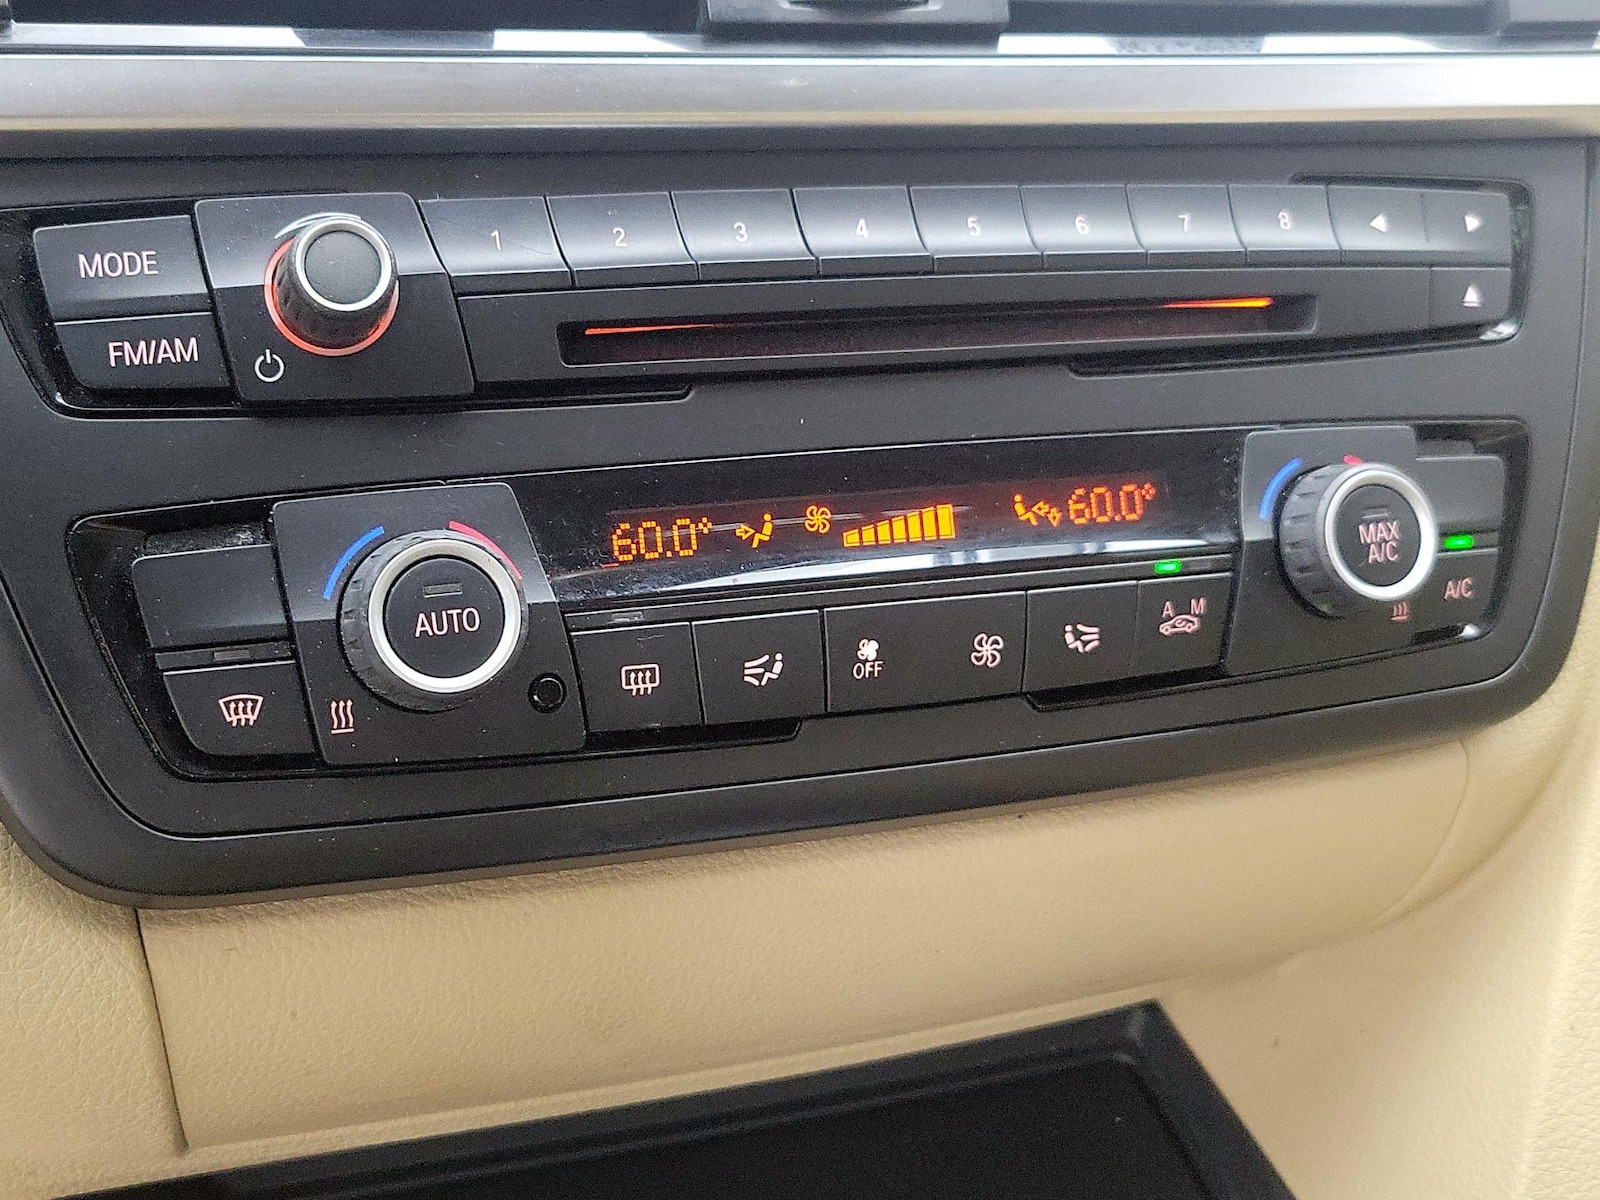 MODE
1 2 3 4 5 6 7 8
FM/AM
60.0°
60.0°
MAX
A/C
AUTO
A M
A/C
OFF